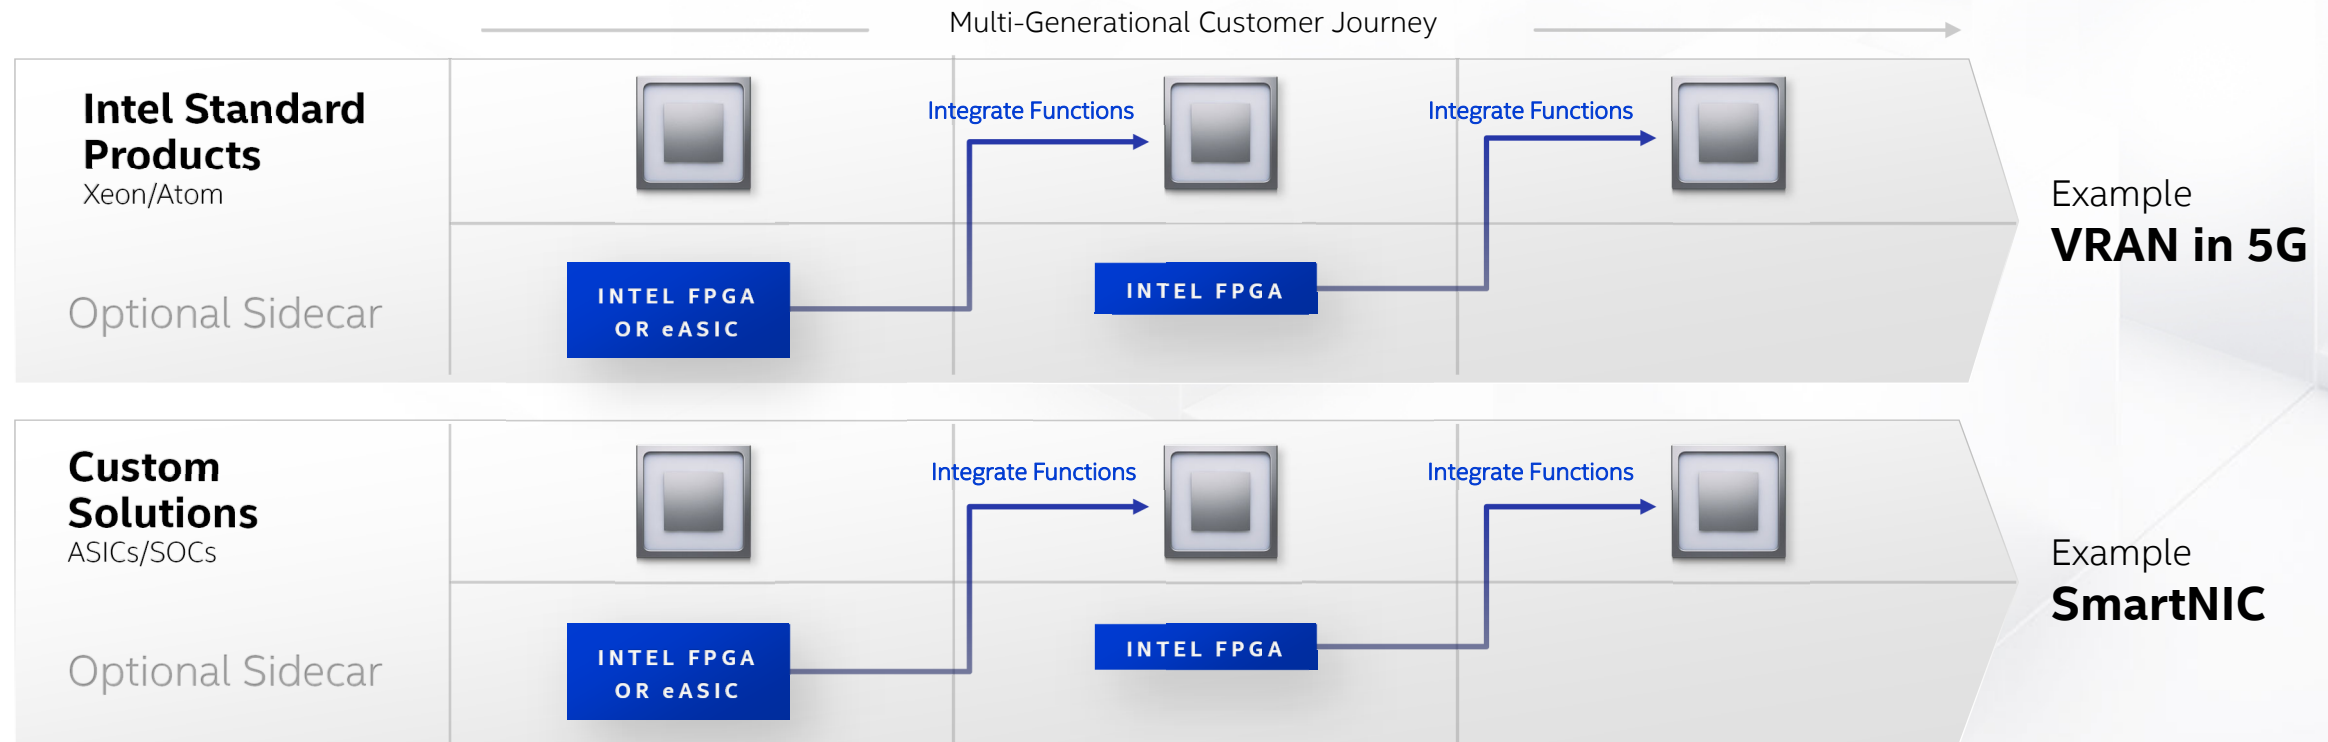 Multi-Generational Customer Journey
Intel Standard
Products
Xeon/Atom
Integrate Functions
Integrate Functions
Optional Sidecar
INTEL FPGA
OR eASIC
INTEL FPGA
Example
VRAN in 5G
Custom
Solutions
ASICs/SOCs
Integrate Functions
Integrate Functions
Optional Sidecar
INTEL FPGA
OR eASIC
INTEL FPGA
Example
SmartNIC